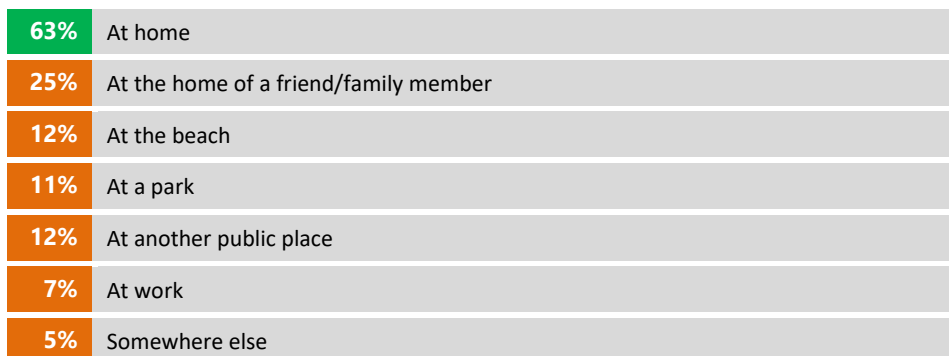 63% At home
25% At the home of a friend/family member
12% At the beach
11% At a park
12% At another public place
7% At work
5% Somewhere else